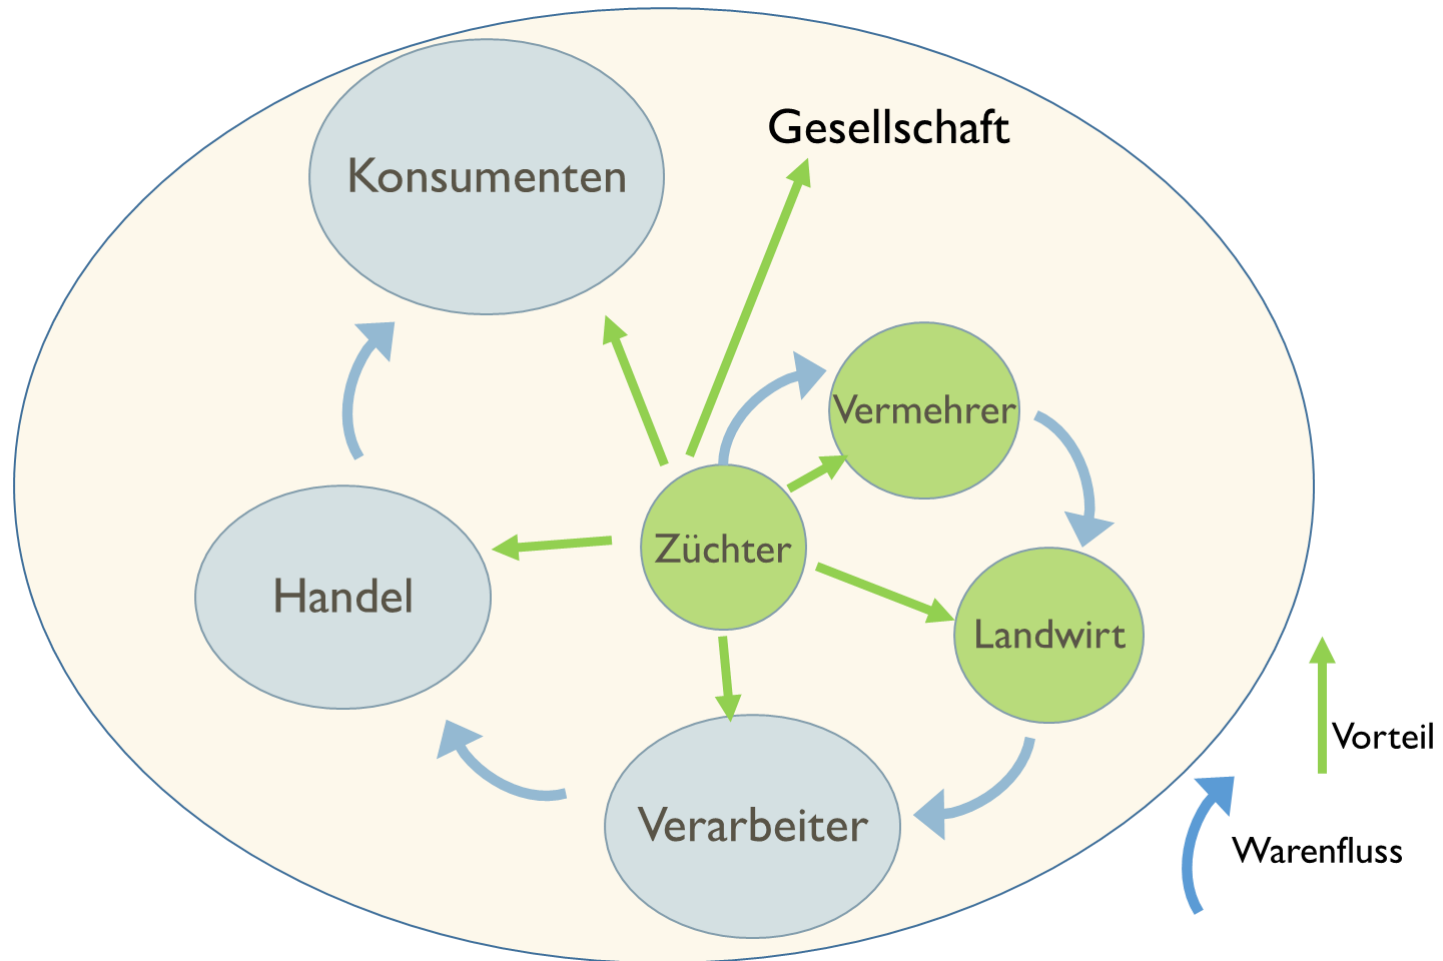 Gesellschaft
Konsumenten
Vermehrer
Züchter
Handel
Landwirt
Verarbeiter
Vorteil
Warenfluss